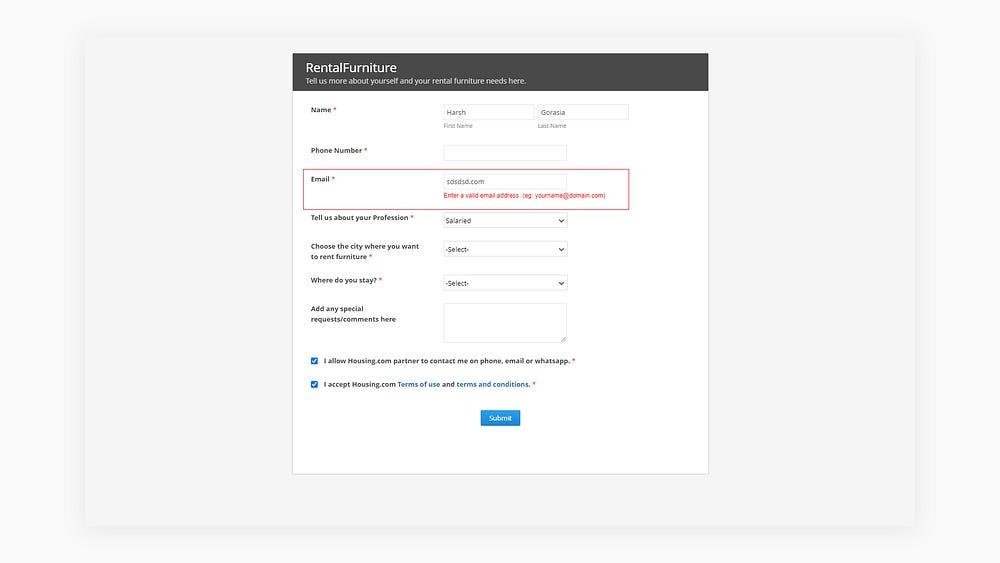 RentalFurniture
Tell us more about yourself and your rental furniture needs here.
Name *
Harsh
Gorasia
First Name
Last Name
Phone Number *
Email *
sdsdsd.com
Enter a valid email address. (eg: yourname@domain.com)
Tell us about your Profession *
Salaried
Choose the city where you want
to rent furniture *
-Select-
Where do you stay? *
-Select-
Add any special
requests/comments here
I allow Housing.com partner to contact me on phone, email or whatsapp. *
I accept Housing.com Terms of use and terms and conditions. *
Submit